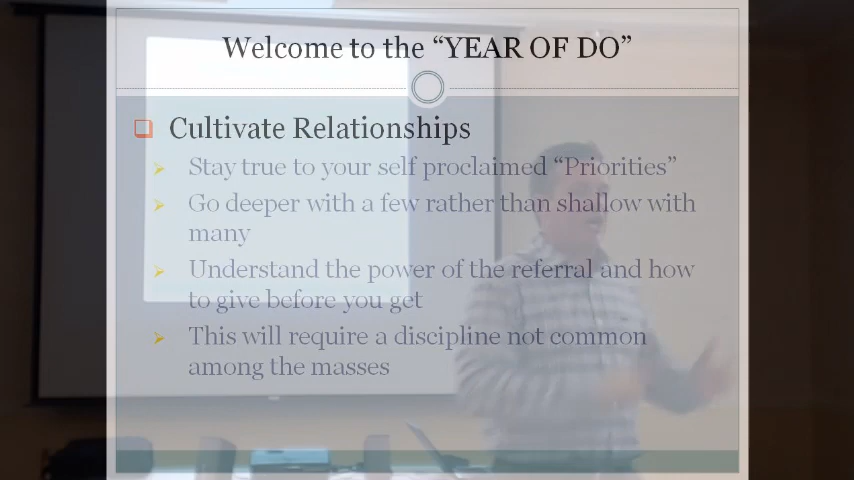 Welcome to the “YEAR OF DO”
Cultivate Relationships
Stay true to your self proclaimed “Priorities”
Go deeper with a few rather than shallow with
many
Understand the power of the referral and how
to give before you get
This will require a discipline not common
among the masses